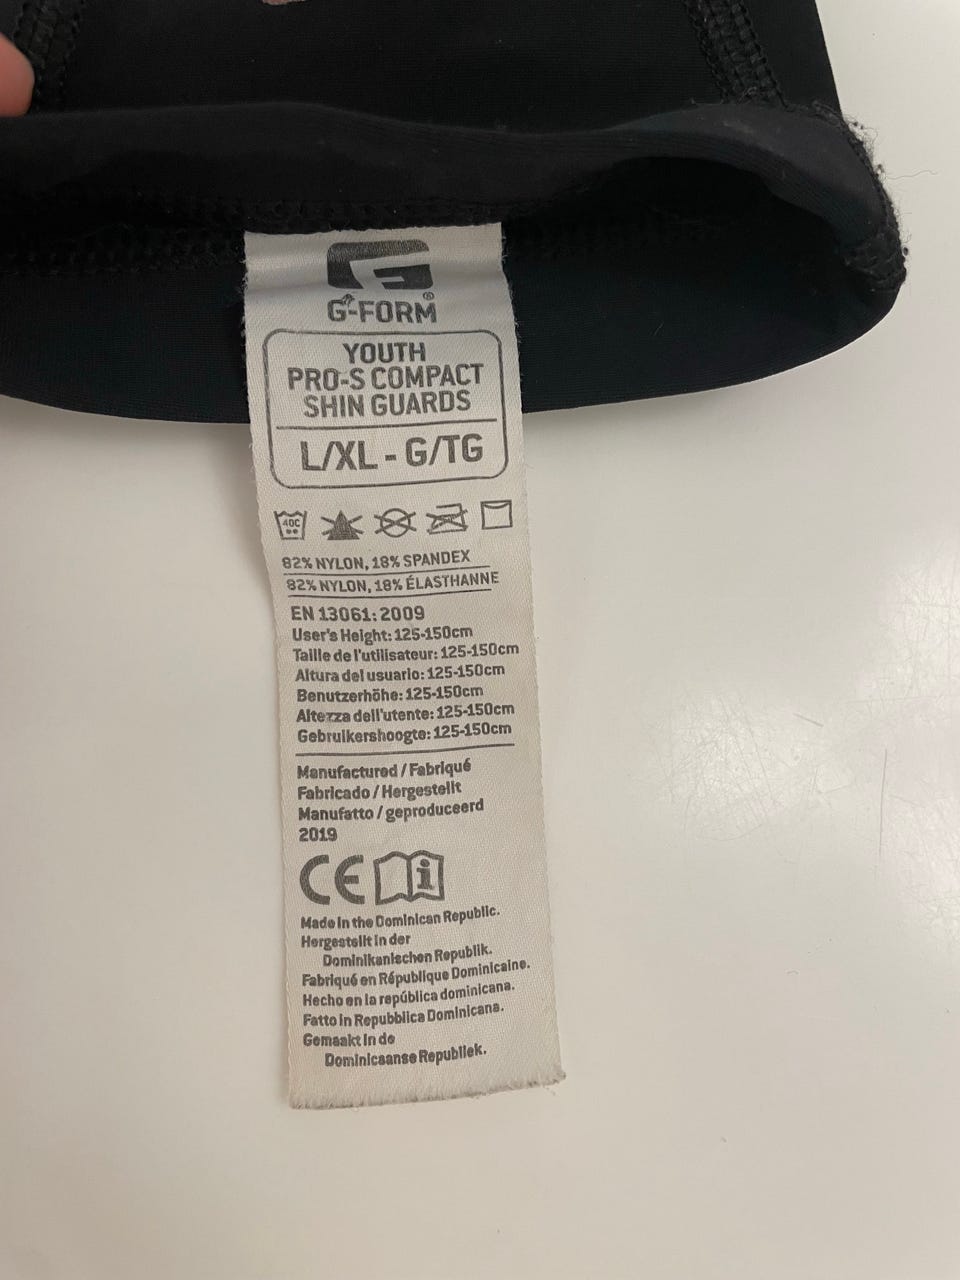 G-FORM®
YOUTH
PRO-S COMPACT
SHIN GUARDS
L/XL - G/TG
40C
82% NYLON, 18% SPANDEX
82% NYLON, 18% ÉLASTHANNE
EN 13061: 2009
User's Height: 125-150cm
Taille de l'utilisateur: 125-150cm
Altura del usuario: 125-150cm
Benutzerhöhe: 125-150cm
Altezza dell'utente: 125-150cm
Gebruikershoogte: 125-150cm
Manufactured / Fabriqué
Fabricado / Hergestellt
Manufatto / geproduceerd
2019
CE i
Made in the Dominican Republic.
Hergestellt in der
Dominikanischen Republik.
Fabriqué en République Dominicaine.
Hecho en la república dominicana.
Fatto in Repubblica Dominicana.
Gemaakt in de
Dominicaanse Republiek.